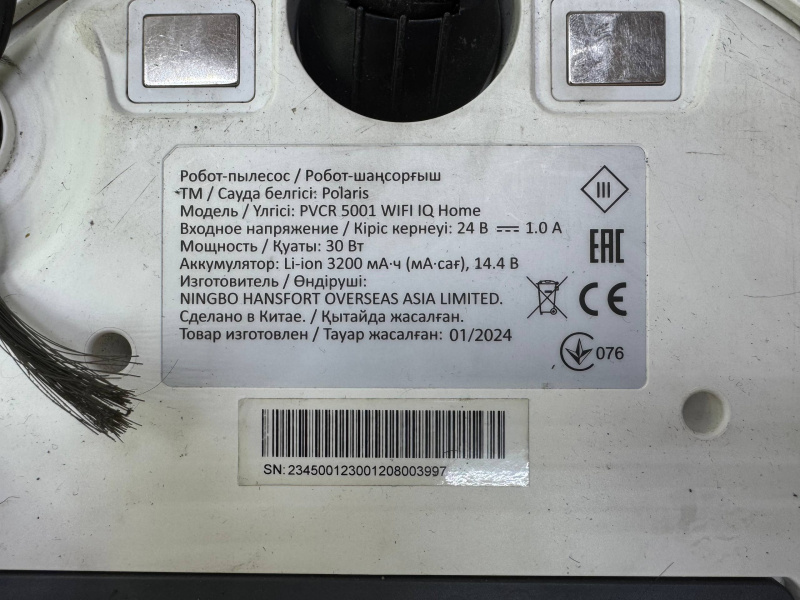 Робот-пылесос / Робот-шаңсорғыш
ТМ / Сауда белгісі: Polaris
Модель / Үлгісі: PVCR 5001 WIFI IQ Home
Входное напряжение / Кіріс кернеуі: 24 В ⎓ 1.0 А
Мощность / Қуаты: 30 Вт
Аккумулятор: Li-ion 3200 мА·ч (мА·сағ), 14.4 В
Изготовитель / Өндіруші:
NINGBO HANSFORT OVERSEAS ASIA LIMITED.
Сделано в Китае. / Қытайда жасалған.
Товар изготовлен / Тауар жасалған: 01/2024
III
EAC
CE
076
SN: 234500123001208003997